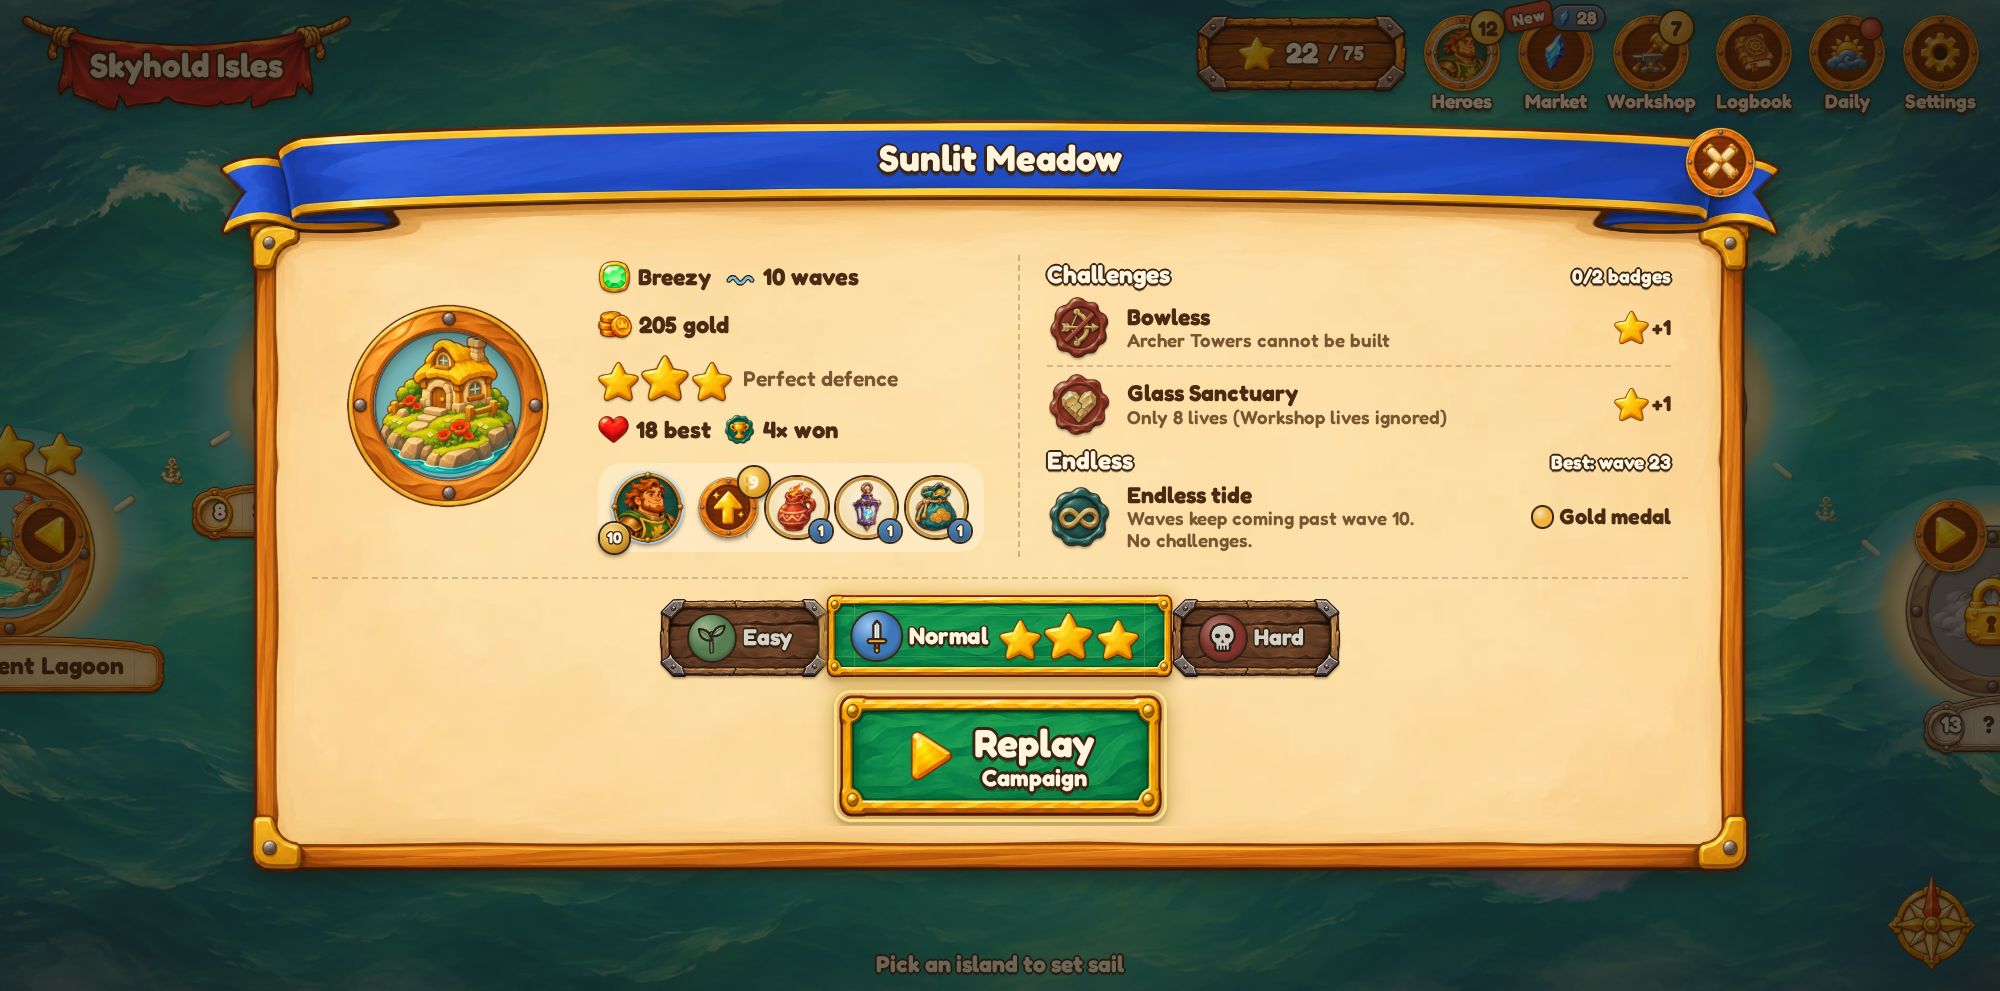 Skyhold Isles
22 / 75
12
New
28
7
Heroes
Market
Workshop
Logbook
Daily
Settings
Sunlit Meadow
Breezy
10 waves
205 gold
Perfect defence
18 best
4x won
10
9
1
1
1
Challenges
0/2 badges
Bowless
Archer Towers cannot be built
+1
Glass Sanctuary
Only 8 lives (Workshop lives ignored)
+1
Endless
Best: wave 23
Endless tide
Waves keep coming past wave 10.
No challenges.
Gold medal
8
ent Lagoon
13 ?
Easy
Normal
Hard
Replay
Campaign
Pick an island to set sail